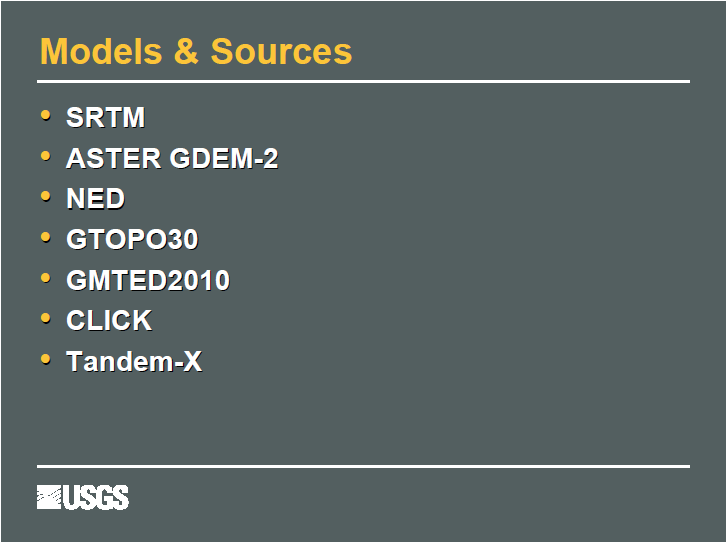 Models & Sources
• SRTM
• ASTER GDEM-2
• NED
• GTOPO30
• GMTED2010
• CLICK
• Tandem-X
USGS